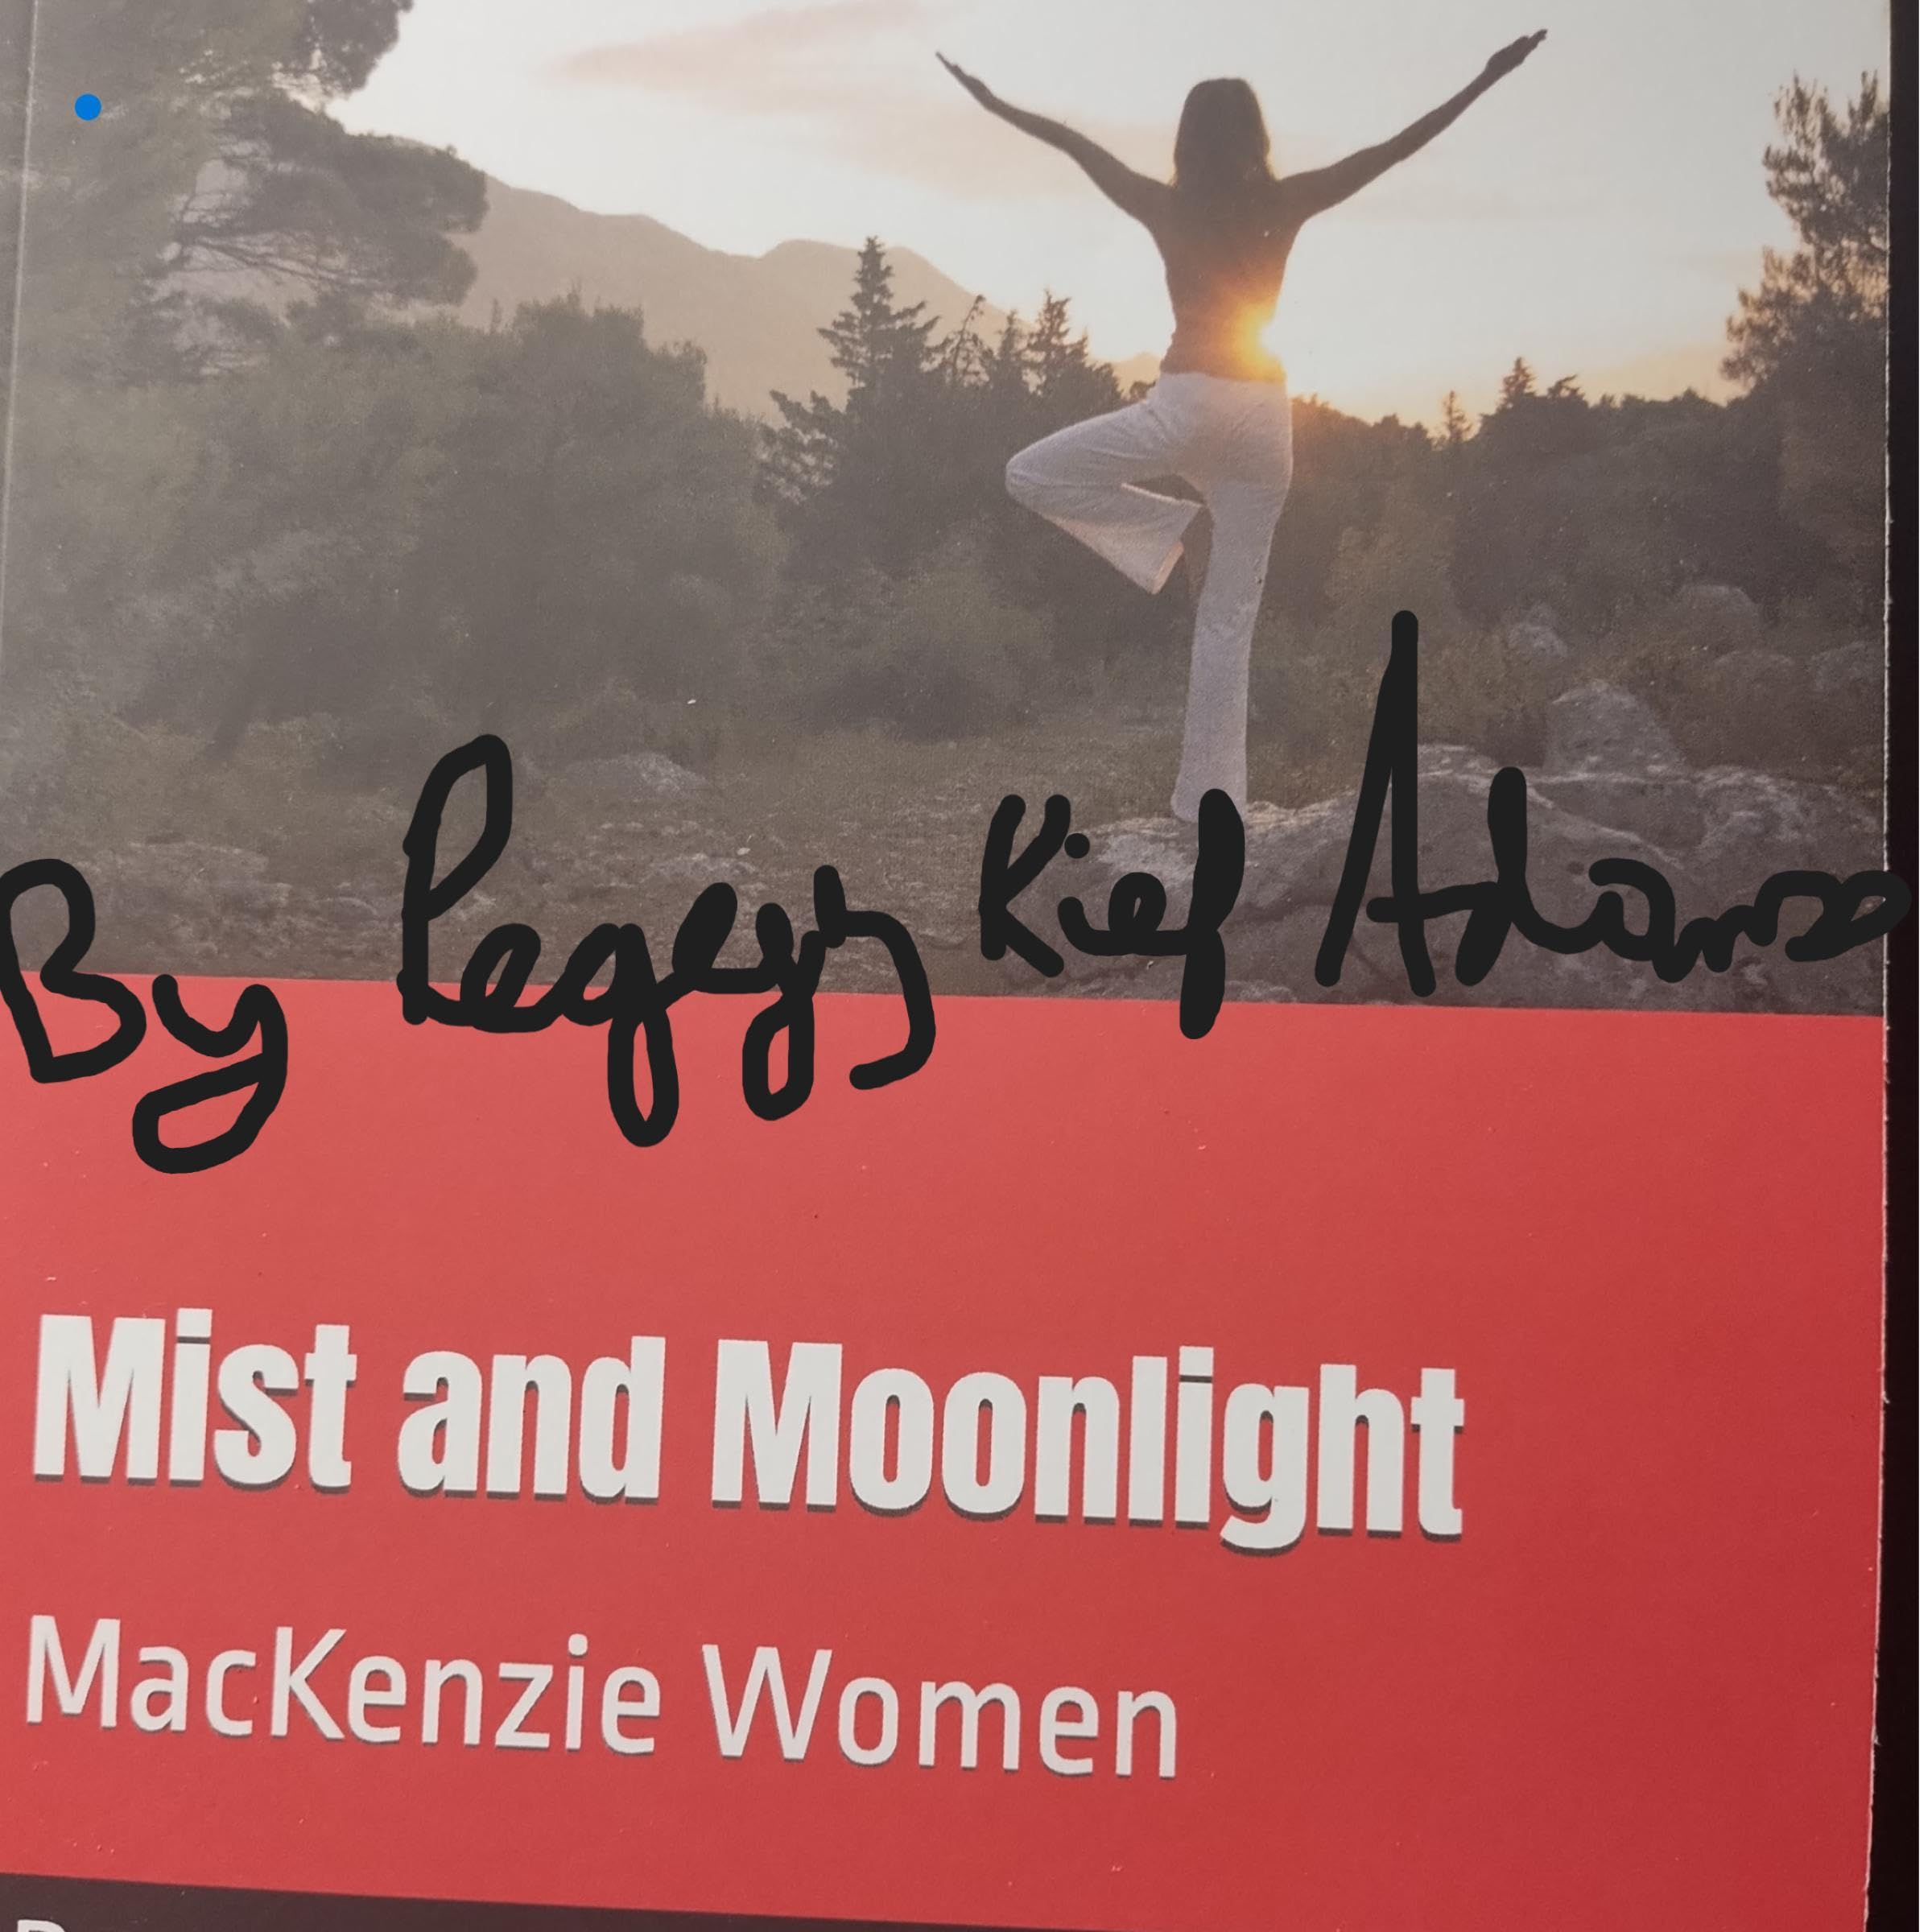 By Peggy Kief Adams
Mist and Moonlight
MacKenzie Women